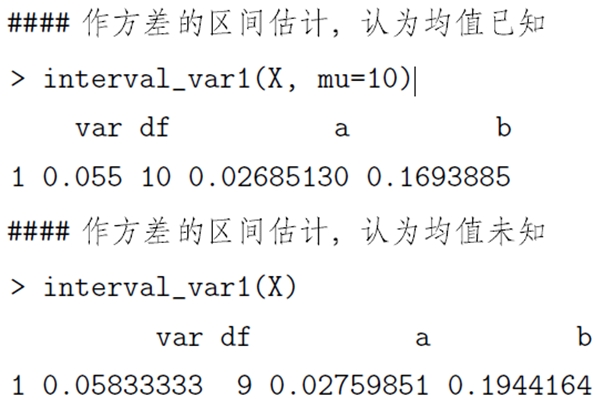 #### 作方差的区间估计，认为均值已知
> interval_var1(X, mu=10)
var df a b
1 0.055 10 0.02685130 0.1693885
#### 作方差的区间估计，认为均值未知
> interval_var1(X)
var df a b
1 0.05833333 9 0.02759851 0.1944164